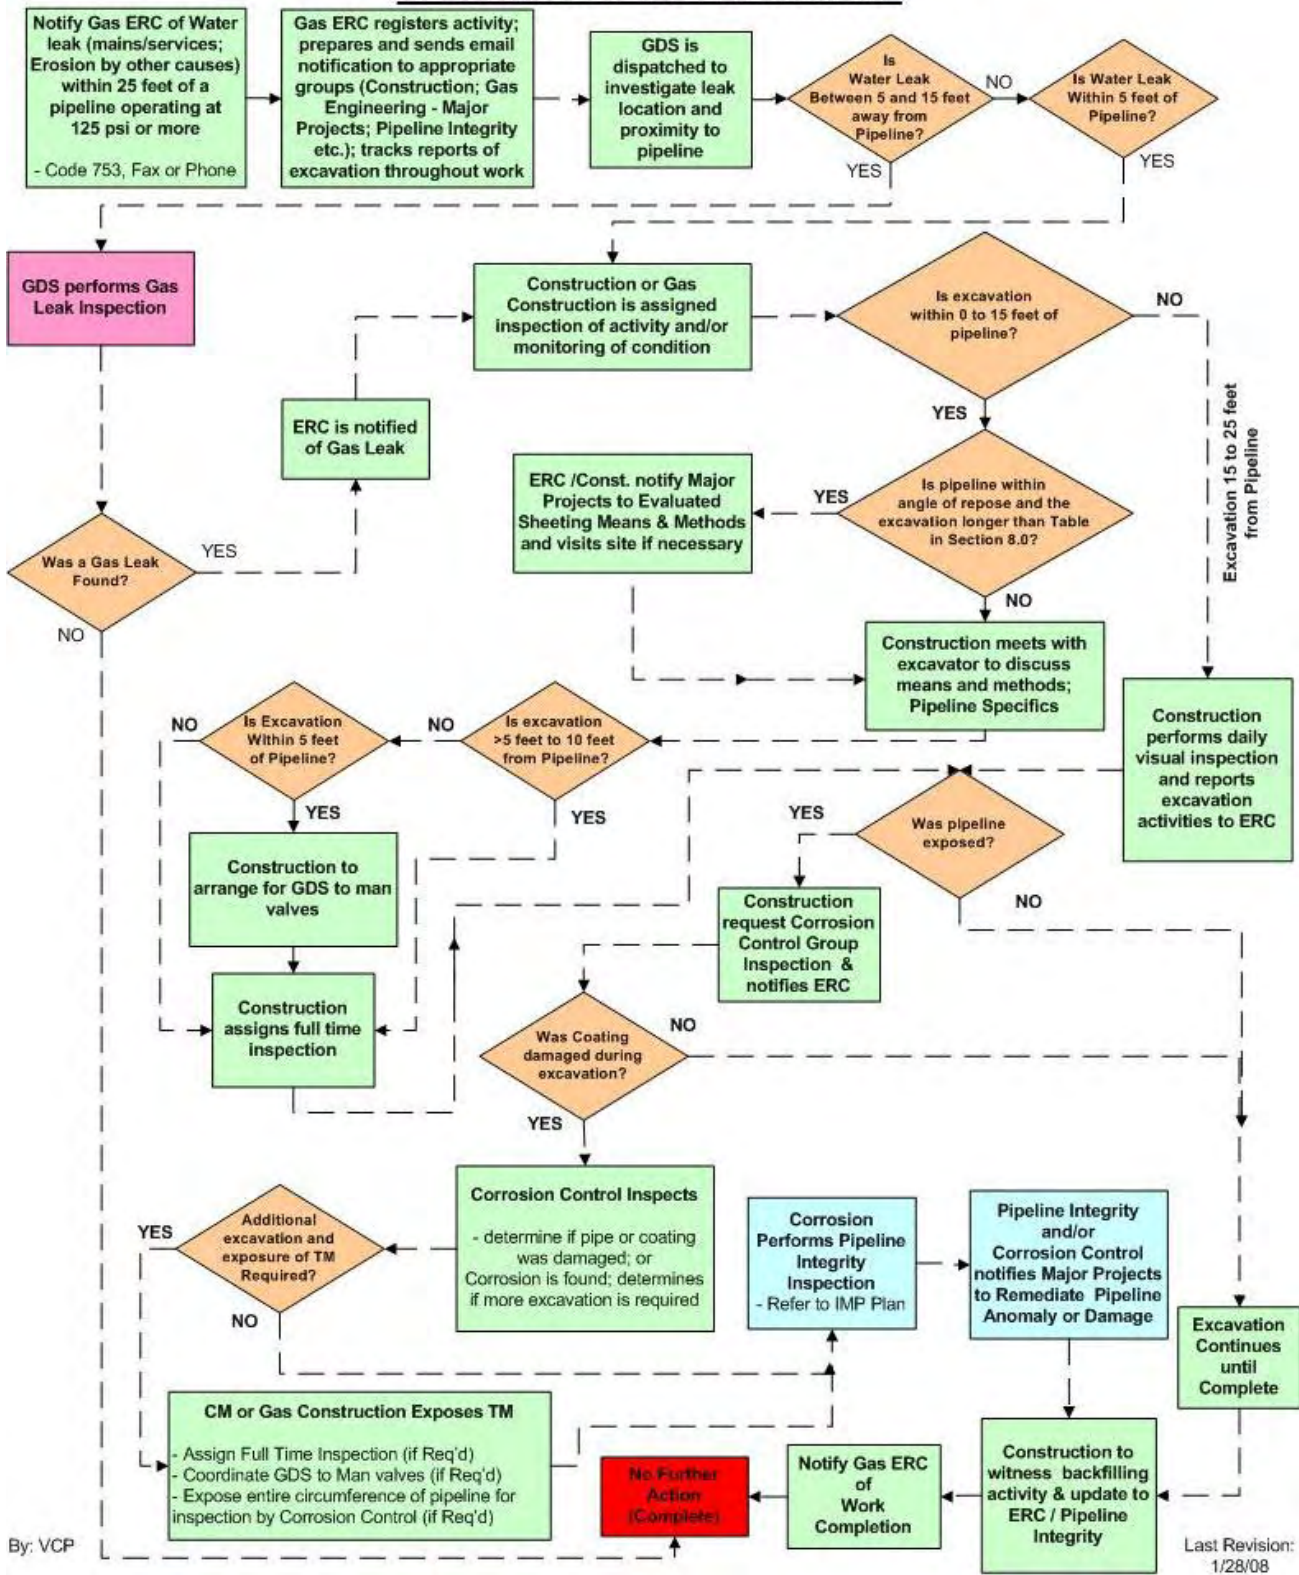 Notify Gas ERC of Water
leak (mains/services;
Erosion by other causes)
within 25 feet of a
pipeline operating at
125 psi or more
- Code 753, Fax or Phone
Gas ERC registers activity;
prepares and sends email
notification to appropriate
groups (Construction; Gas
Engineering - Major
Projects; Pipeline Integrity
etc.); tracks reports of
excavation throughout work
GDS is
dispatched to
investigate leak
location and
proximity to
pipeline
Is
Water Leak
Between 5 and 15 feet
away from
Pipeline?
NO
Is Water Leak
Within 5 feet of
Pipeline?
YES
YES
GDS performs Gas
Leak Inspection
Construction or Gas
Construction is assigned
inspection of activity and/or
monitoring of condition
Is excavation
within 0 to 15 feet of
pipeline?
NO
YES
Excavation 15 to 25 feet
from Pipeline
ERC is notified
of Gas Leak
ERC /Const. notify Major
Projects to Evaluated
Sheeting Means & Methods
and visits site if necessary
YES
Is pipeline within
angle of repose and the
excavation longer than Table
in Section 8.0?
NO
Was a Gas Leak
Found?
YES
NO
Construction meets with
excavator to discuss
means and methods;
Pipeline Specifics
Construction
performs daily
visual inspection
and reports
excavation
activities to ERC
NO
Is Excavation
Within 5 feet
of Pipeline?
NO
Is excavation
>5 feet to 10 feet
from Pipeline?
YES
YES
Construction to
arrange for GDS to man
valves
Construction
assigns full time
inspection
YES
Was pipeline
exposed?
NO
Construction
request Corrosion
Control Group
Inspection &
notifies ERC
Was Coating
damaged during
excavation?
NO
YES
Corrosion Control Inspects
- determine if pipe or coating
was damaged; or
Corrosion is found; determines
if more excavation is required
YES
Additional
excavation and
exposure of TM
Required?
NO
Corrosion
Performs Pipeline
Integrity
Inspection
- Refer to IMP Plan
Pipeline Integrity
and/or
Corrosion Control
notifies Major Projects
to Remediate Pipeline
Anomaly or Damage
Excavation
Continues
until
Complete
CM or Gas Construction Exposes TM
- Assign Full Time Inspection (if Req'd)
- Coordinate GDS to Man valves (if Req'd)
- Expose entire circumference of pipeline for
inspection by Corrosion Control (if Req'd)
No Further
Action
(Complete)
Notify Gas ERC
of
Work
Completion
Construction to
witness backfilling
activity & update to
ERC / Pipeline
Integrity
By: VCP
Last Revision:
1/28/08